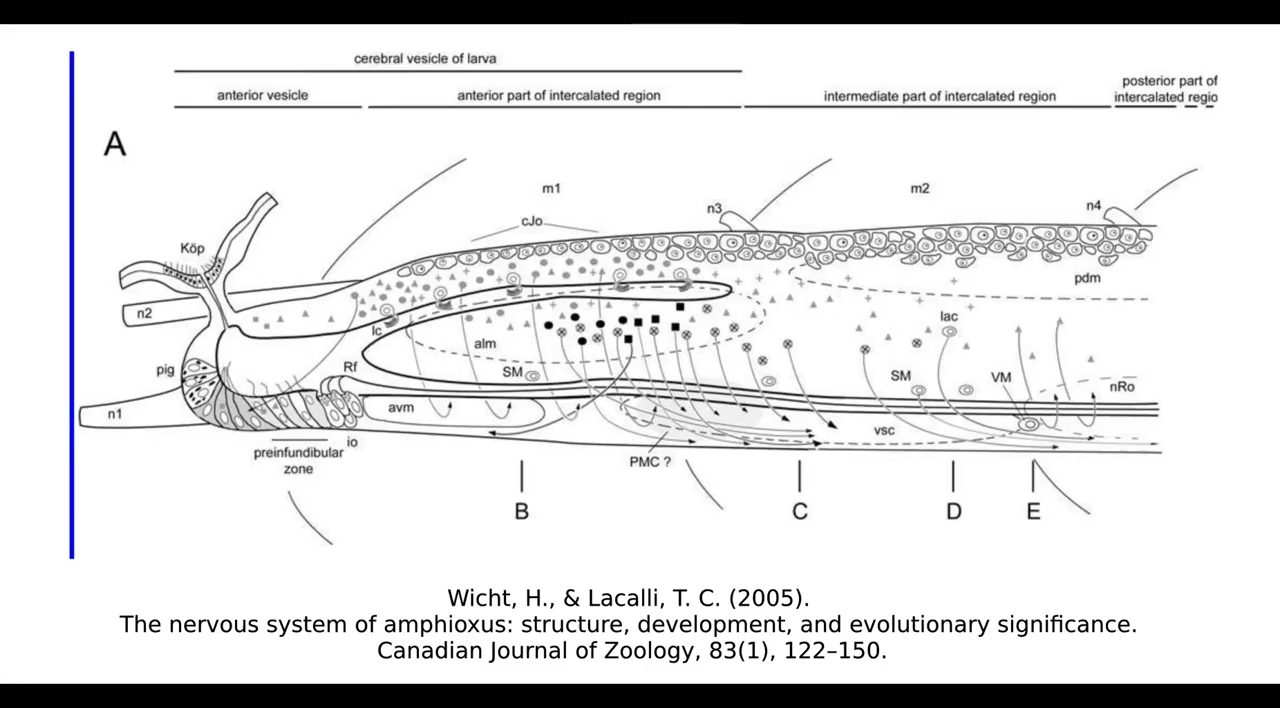 cerebral vesicle of larva
anterior vesicle
anterior part of intercalated region
intermediate part of intercalated region
posterior part of
intercalated regio
A
m1
m2
n3
n4
cJo
Köp
pdm
n2
lc
lac
alm
Rf
pig
SM
SM
VM
nRo
n1
avm
vsc
io
preinfundibular
zone
PMC ?
B
C
D
E
Wicht, H., & Lacalli, T. C. (2005).
The nervous system of amphioxus: structure, development, and evolutionary significance.
Canadian Journal of Zoology, 83(1), 122–150.